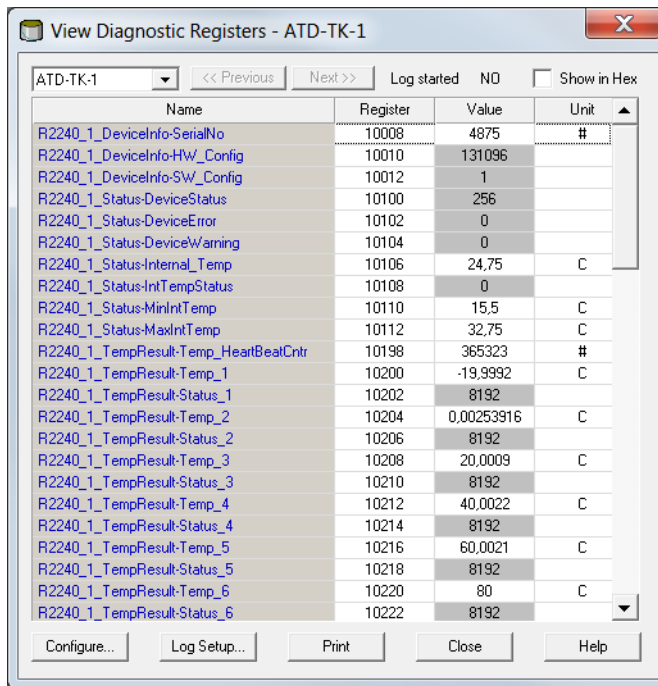 View Diagnostic Registers - ATD-TK-1
ATD-TK-1 << Previous Next >> Log started NO Show in Hex
Name Register Value Unit
R2240_1_DeviceInfo-SerialNo 10008 4875 #
R2240_1_DeviceInfo-HW_Config 10010 131096
R2240_1_DeviceInfo-SW_Config 10012 1
R2240_1_Status-DeviceStatus 10100 256
R2240_1_Status-DeviceError 10102 0
R2240_1_Status-DeviceWarning 10104 0
R2240_1_Status-Internal_Temp 10106 24,75 C
R2240_1_Status-IntTempStatus 10108 0
R2240_1_Status-MinIntTemp 10110 15,5 C
R2240_1_Status-MaxIntTemp 10112 32,75 C
R2240_1_TempResult-Temp_HeartBeatCntr 10198 365323 #
R2240_1_TempResult-Temp_1 10200 -19,9992 C
R2240_1_TempResult-Status_1 10202 8192
R2240_1_TempResult-Temp_2 10204 0,00253916 C
R2240_1_TempResult-Status_2 10206 8192
R2240_1_TempResult-Temp_3 10208 20,0009 C
R2240_1_TempResult-Status_3 10210 8192
R2240_1_TempResult-Temp_4 10212 40,0022 C
R2240_1_TempResult-Status_4 10214 8192
R2240_1_TempResult-Temp_5 10216 60,0021 C
R2240_1_TempResult-Status_5 10218 8192
R2240_1_TempResult-Temp_6 10220 80 C
R2240_1_TempResult-Status_6 10222 8192
Configure... Log Setup... Print Close Help